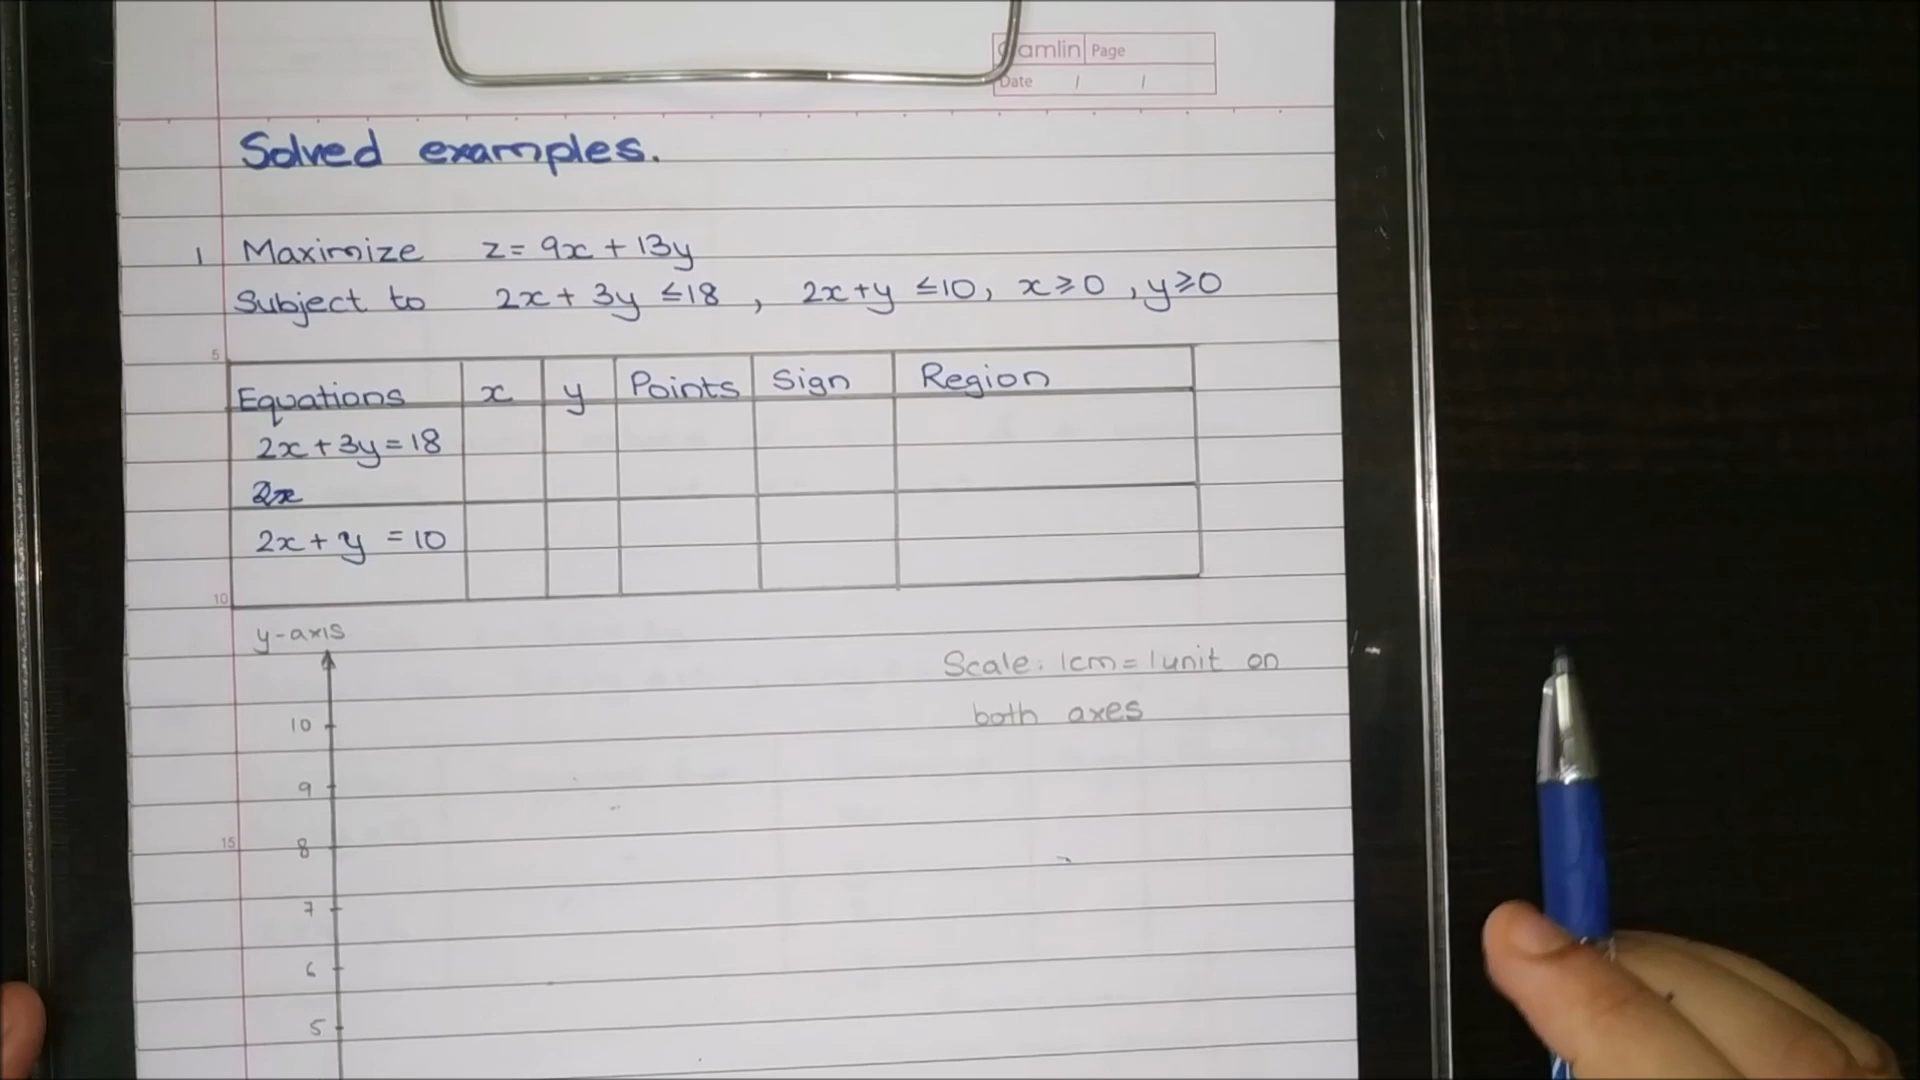 Camlin Page
Date / /
Solved examples.
1 Maximize z = 9x + 13y
Subject to 2x + 3y ≤ 18 , 2x + y ≤ 10, x ≥ 0 , y ≥ 0
5
Equations x y Points Sign Region
2x + 3y = 18
2x
2x + y = 10
10
y-axis
Scale. 1cm = 1unit on
both axes
10
9
15
8
7
6
5